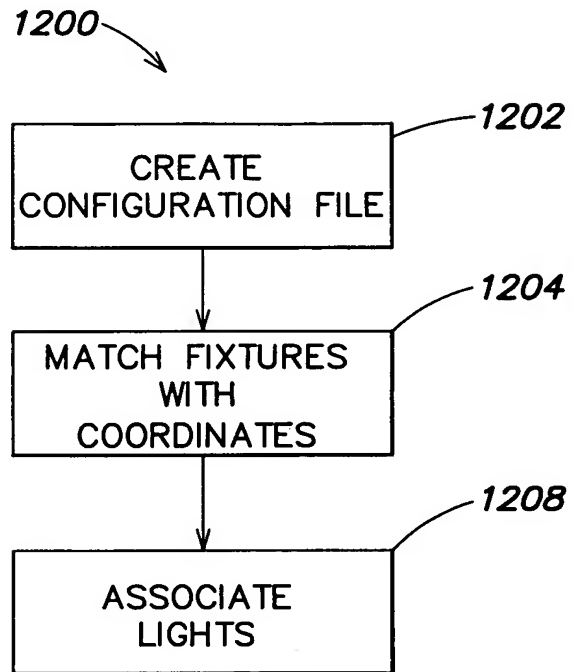 1200
1202
CREATE
CONFIGURATION FILE
1204
MATCH FIXTURES
WITH
COORDINATES
1208
ASSOCIATE
LIGHTS